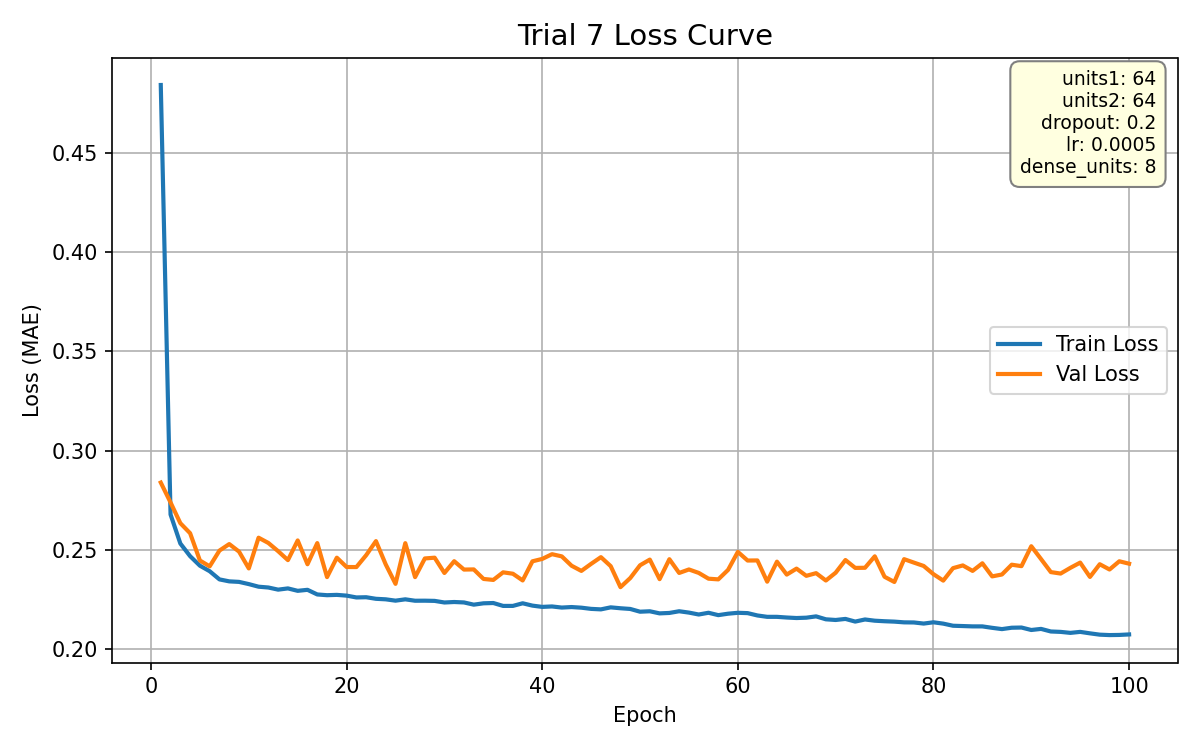 Trial 7 Loss Curve
units1: 64
units2: 64
dropout: 0.2
lr: 0.0005
dense_units: 8
Train Loss
Val Loss
Loss (MAE)
0.45
0.40
0.35
0.30
0.25
0.20
0 20 40 60 80 100
Epoch